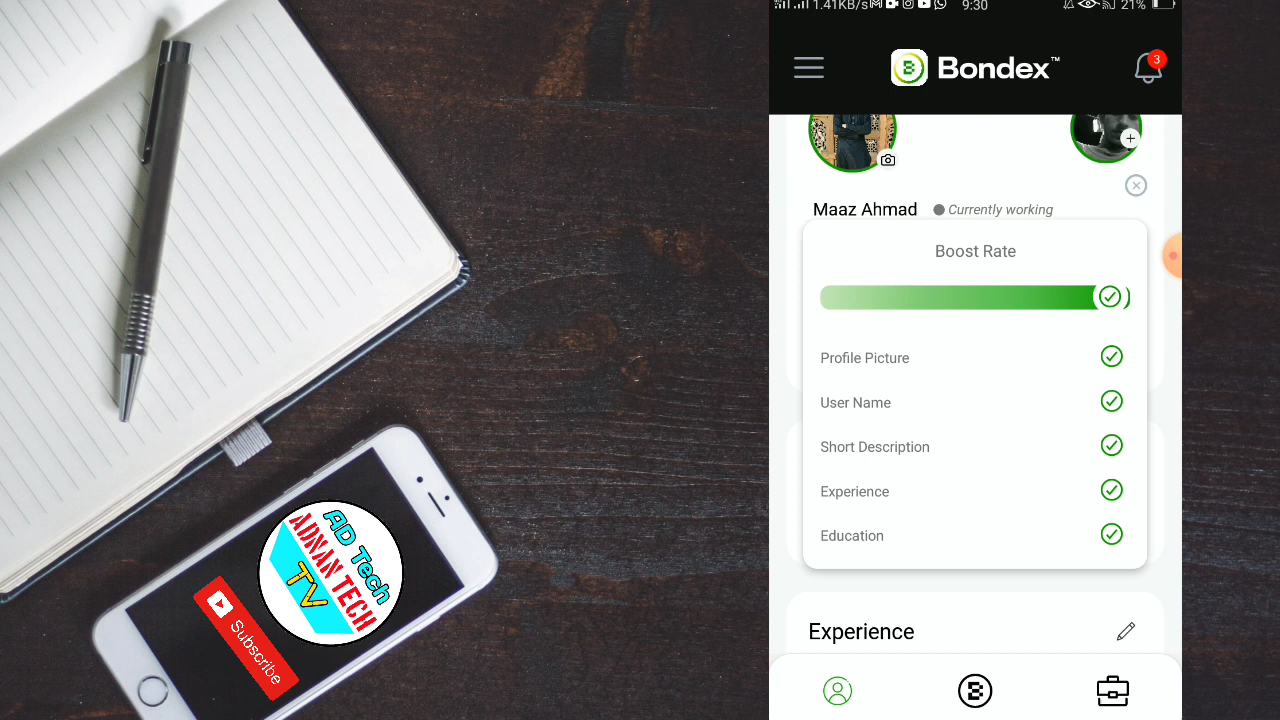 1.41KB/s
9:30
21%
Bondex™
3
Maaz Ahmad
Currently working
Boost Rate
Profile Picture
User Name
Short Description
Experience
Education
Experience
AD Tech
ADNAN TECH
TV
Subscribe